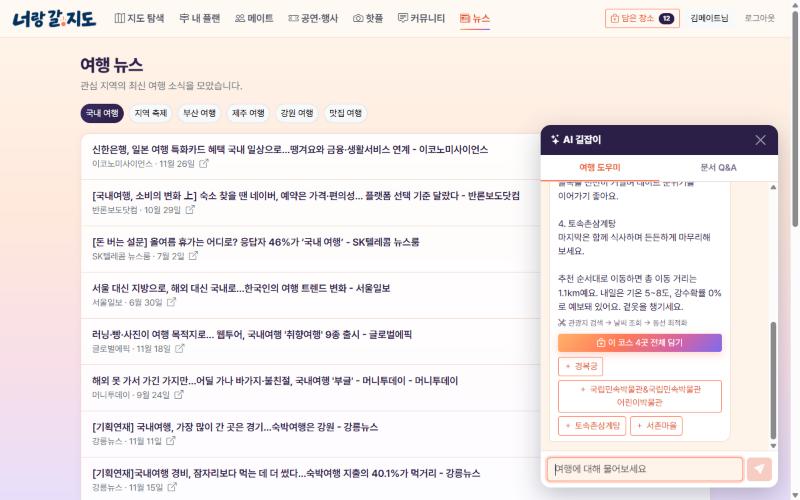 너랑갈지도
지도 탐색
내 플랜
메이트
공연·행사
핫플
커뮤니티
뉴스
담은 장소 12
김메이트님
로그아웃
여행 뉴스
관심 지역의 최신 여행 소식을 모았습니다.
국내 여행
지역 축제
부산 여행
제주 여행
강원 여행
맛집 여행
신한은행, 일본 여행 특화카드 혜택 국내 일상으로...땡겨요와 금융·생활서비스 연계 - 이코노미사이언스
이코노미사이언스 · 11월 26일
[국내여행, 소비의 변화 上] 숙소 찾을 땐 네이버, 예약은 가격·편의성... 플랫폼 선택 기준 달랐다 - 반론보도닷컴
반론보도닷컴 · 10월 29일
[돈 버는 설문] 올여름 휴가는 어디로? 응답자 46%가 ‘국내 여행’ - SK텔레콤 뉴스룸
SK텔레콤 뉴스룸 · 7월 2일
서울 대신 지방으로, 해외 대신 국내로...한국인의 여행 트렌드 변화 - 서울일보
서울일보 · 6월 30일
러닝·빵·사진이 여행 목적지로... 웹투어, 국내여행 '취향여행' 9종 출시 - 글로벌에픽
글로벌에픽 · 11월 18일
해외 못 가서 가긴 가지만...어딜 가나 바가지·불친절, 국내여행 '부글' - 머니투데이 - 머니투데이
머니투데이 · 9월 24일
[기획연재] 국내여행, 가장 많이 간 곳은 경기...숙박여행은 강원 - 강릉뉴스
강릉뉴스 · 11월 11일
[기획연재]국내여행 경비, 잠자리보다 먹는 데 더 썼다...숙박여행 지출의 40.1%가 먹거리 - 강릉뉴스
강릉뉴스 · 11월 15일
AI 길잡이
여행 도우미
문서 Q&A
이어가기 좋아요.
4. 토속촌삼계탕
마지막은 함께 식사하며 든든하게 마무리해
보세요.
추천 순서대로 이동하면 총 이동 거리는
1.1km예요. 내일은 기온 5~8도, 강수확률 0%
로 예보돼 있어요. 겉옷을 챙기세요.
관광지 검색 → 날씨 조회 → 동선 최적화
이 코스 4곳 전체 담기
+ 경복궁
+ 국립민속박물관&국립민속박물관
어린이박물관
+ 토속촌삼계탕
+ 서촌마을
여행에 대해 물어보세요